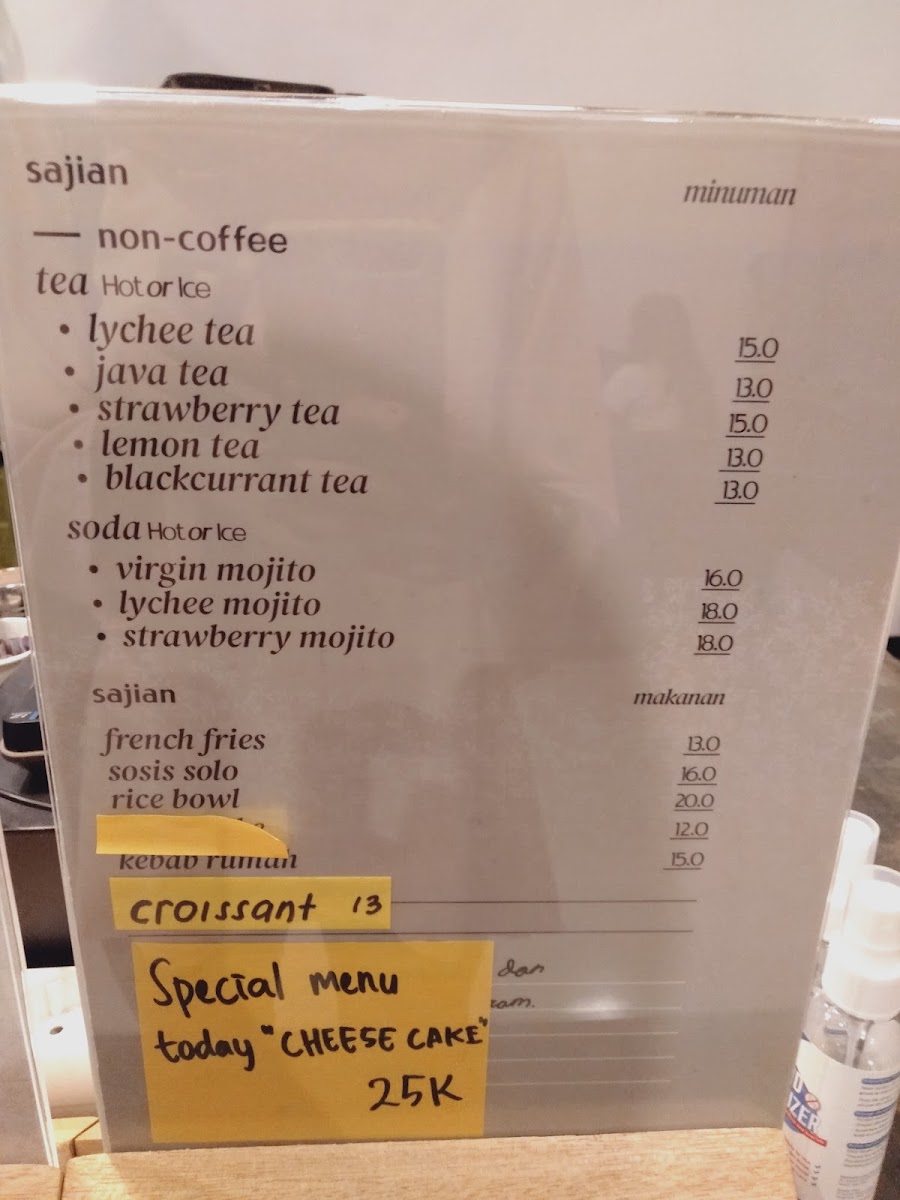 sajian minuman
— non-coffee
tea Hot or Ice
• lychee tea 15.0
• java tea 13.0
• strawberry tea 15.0
• lemon tea 13.0
• blackcurrant tea 13.0
soda Hot or Ice
• virgin mojito 16.0
• lychee mojito 18.0
• strawberry mojito 18.0
sajian makanan
french fries 13.0
sosis solo 16.0
rice bowl 20.0
12.0
kebab rumah 15.0
croissant 13
dan
Special menu
today "CHEESE CAKE"
25K